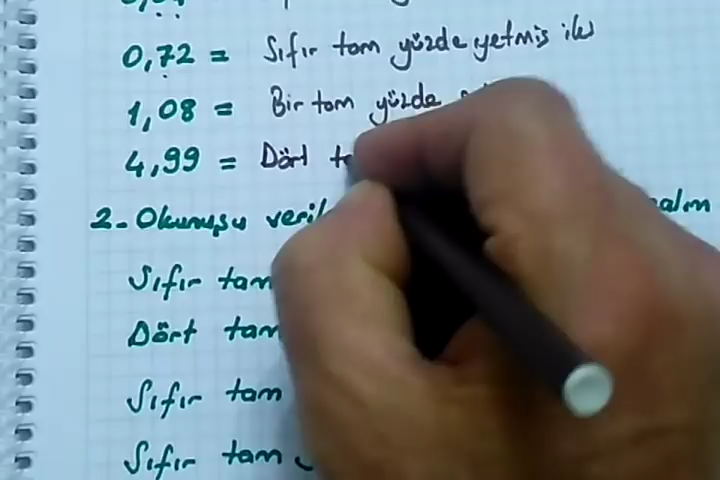 0,72 = Sıfır tam yüzde yetmiş iki
1,08 = Bir tam yüzde
4,99 = Dört
2- Okunuşu
Sıfır tam
Dört tam
Sıfır tam
Sıfır tam